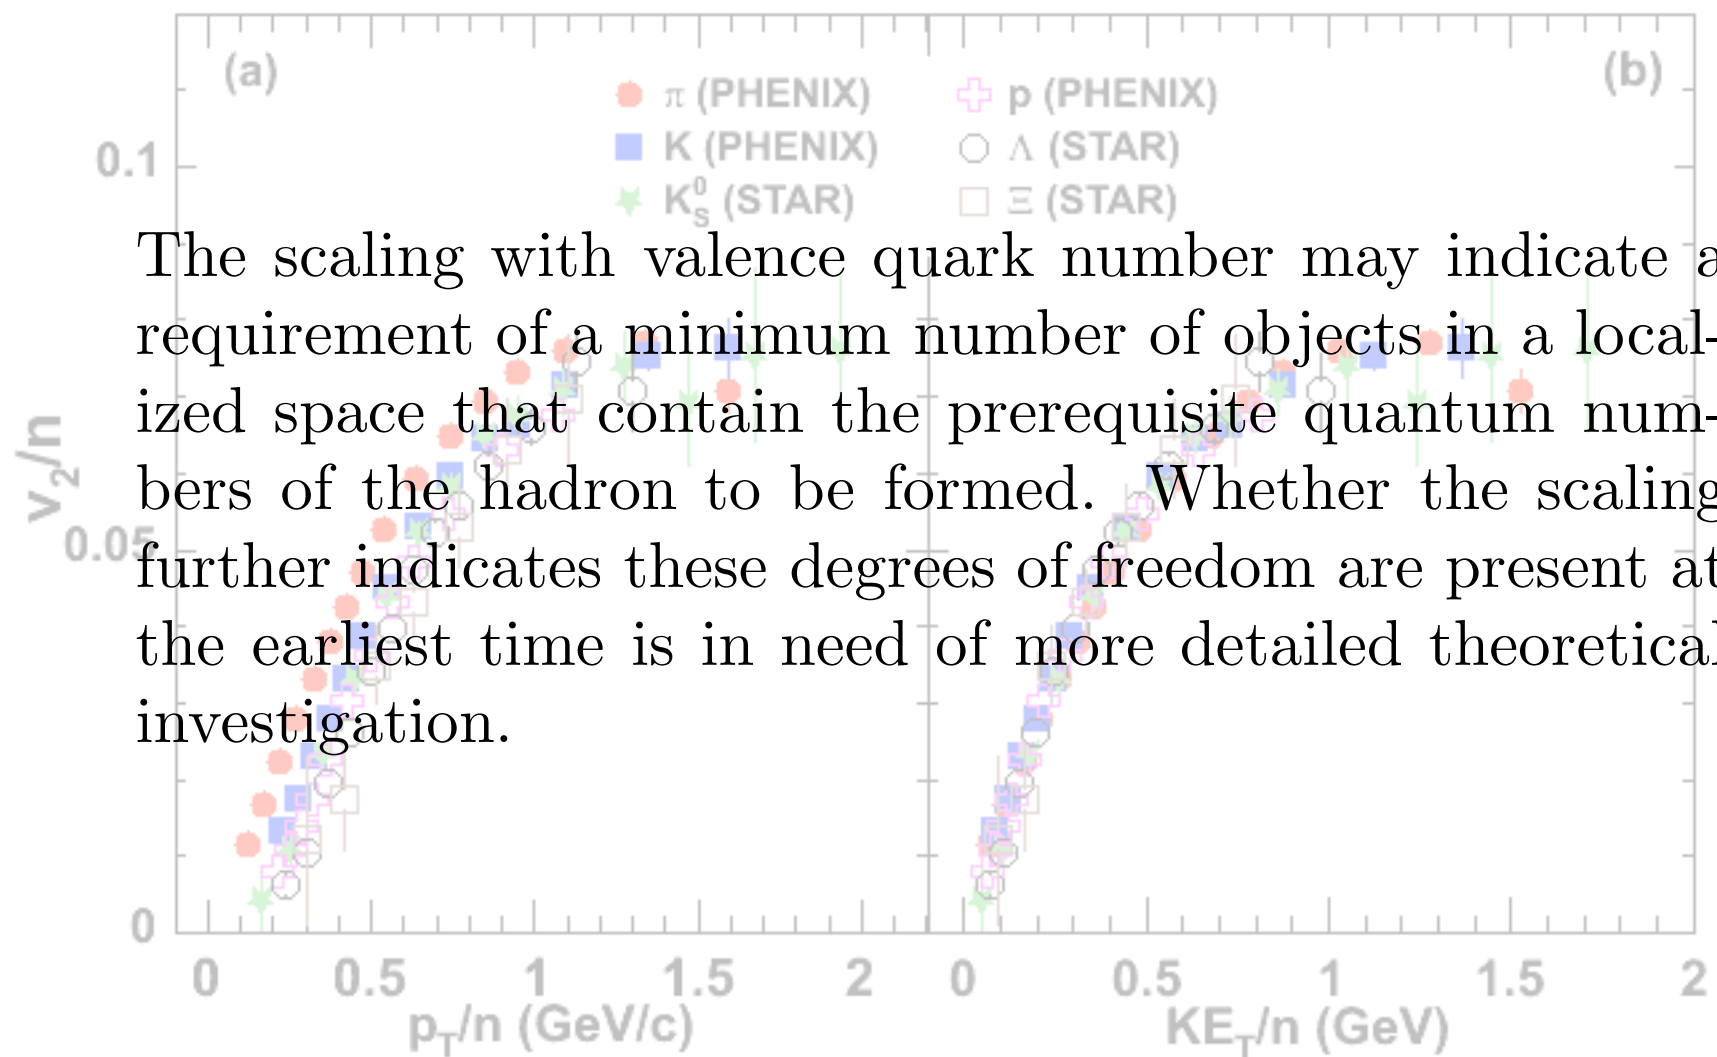 (a)
(b)
π (PHENIX)
p (PHENIX)
K (PHENIX)
Λ (STAR)
K⁰_S (STAR)
Ξ (STAR)
0.1
The scaling with valence quark number may indicate a
requirement of a minimum number of objects in a local-
ized space that contain the prerequisite quantum num-
bers of the hadron to be formed. Whether the scaling
further indicates these degrees of freedom are present at
the earliest time is in need of more detailed theoretical
investigation.
v₂/n
0.05
0
0 0.5 1 1.5 2
0 0.5 1 1.5 2
p_T/n (GeV/c)
KE_T/n (GeV)